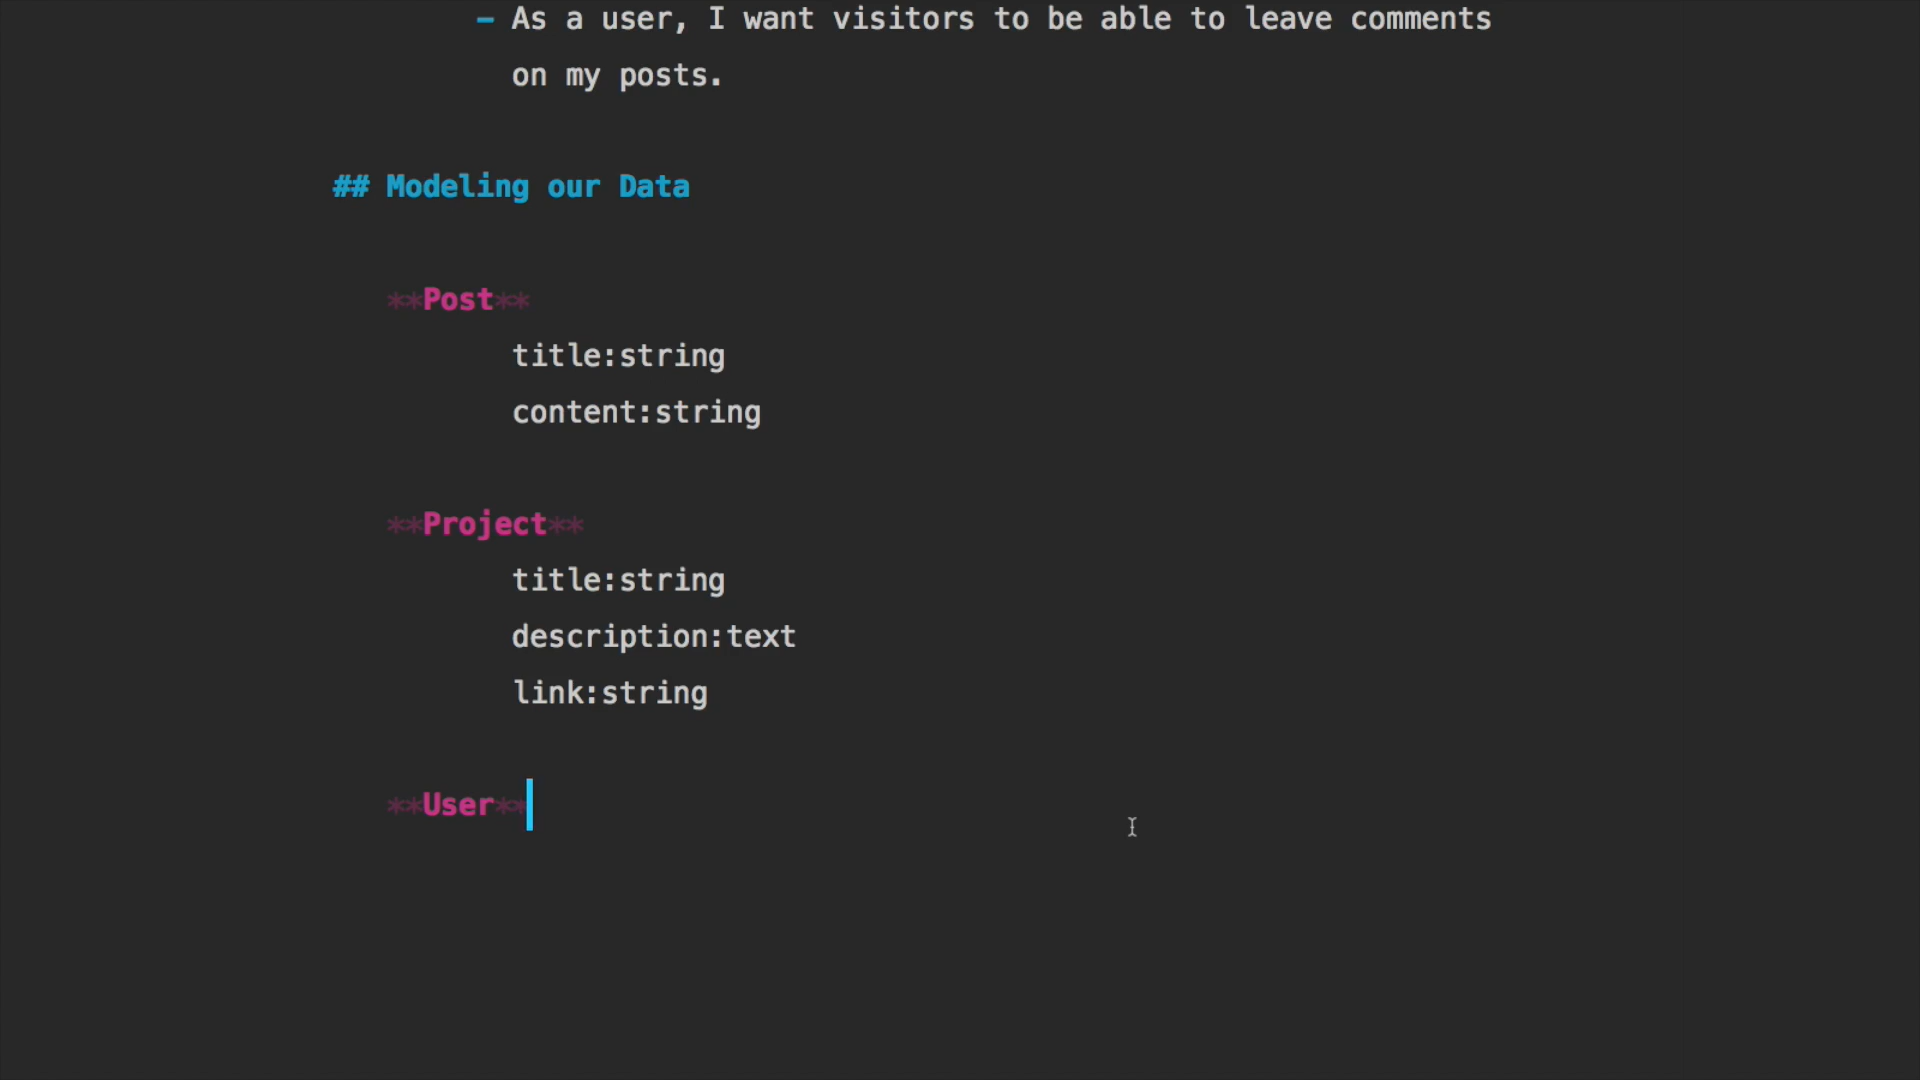 - As a user, I want visitors to be able to leave comments
on my posts.
## Modeling our Data
**Post**
title:string
content:string
**Project**
title:string
description:text
link:string
**User**